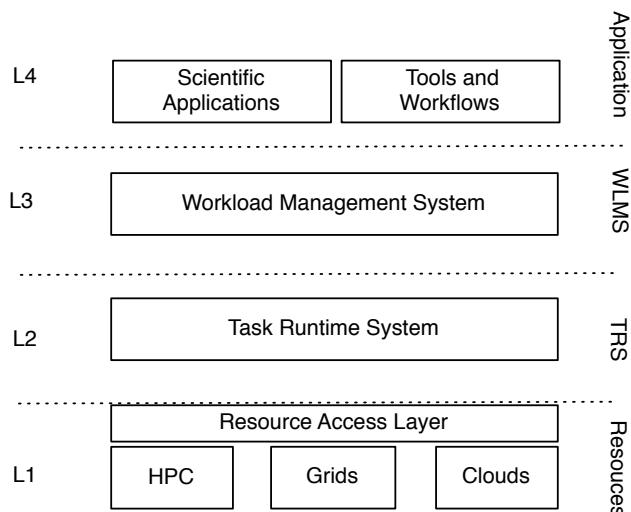 L4
Scientific
Applications
Tools and
Workflows
Application
L3
Workload Management System
WLMS
L2
Task Runtime System
TRS
Resource Access Layer
L1
HPC
Grids
Clouds
Resouces